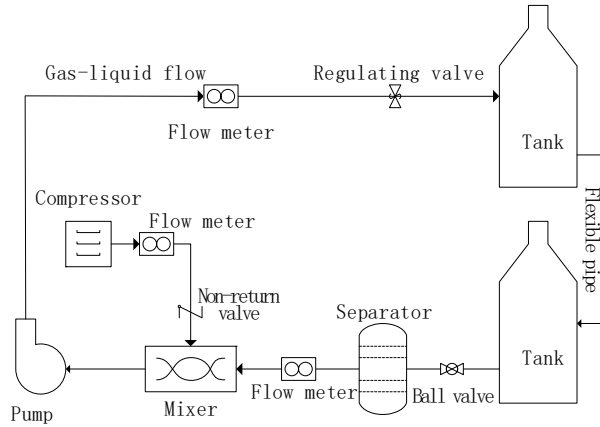 Gas-liquid flow
Regulating valve
Flow meter
Tank
Compressor
Flow meter
Flexible pipe
Non-return
valve
Separator
Tank
Flow meter
Ball valve
Mixer
Pump